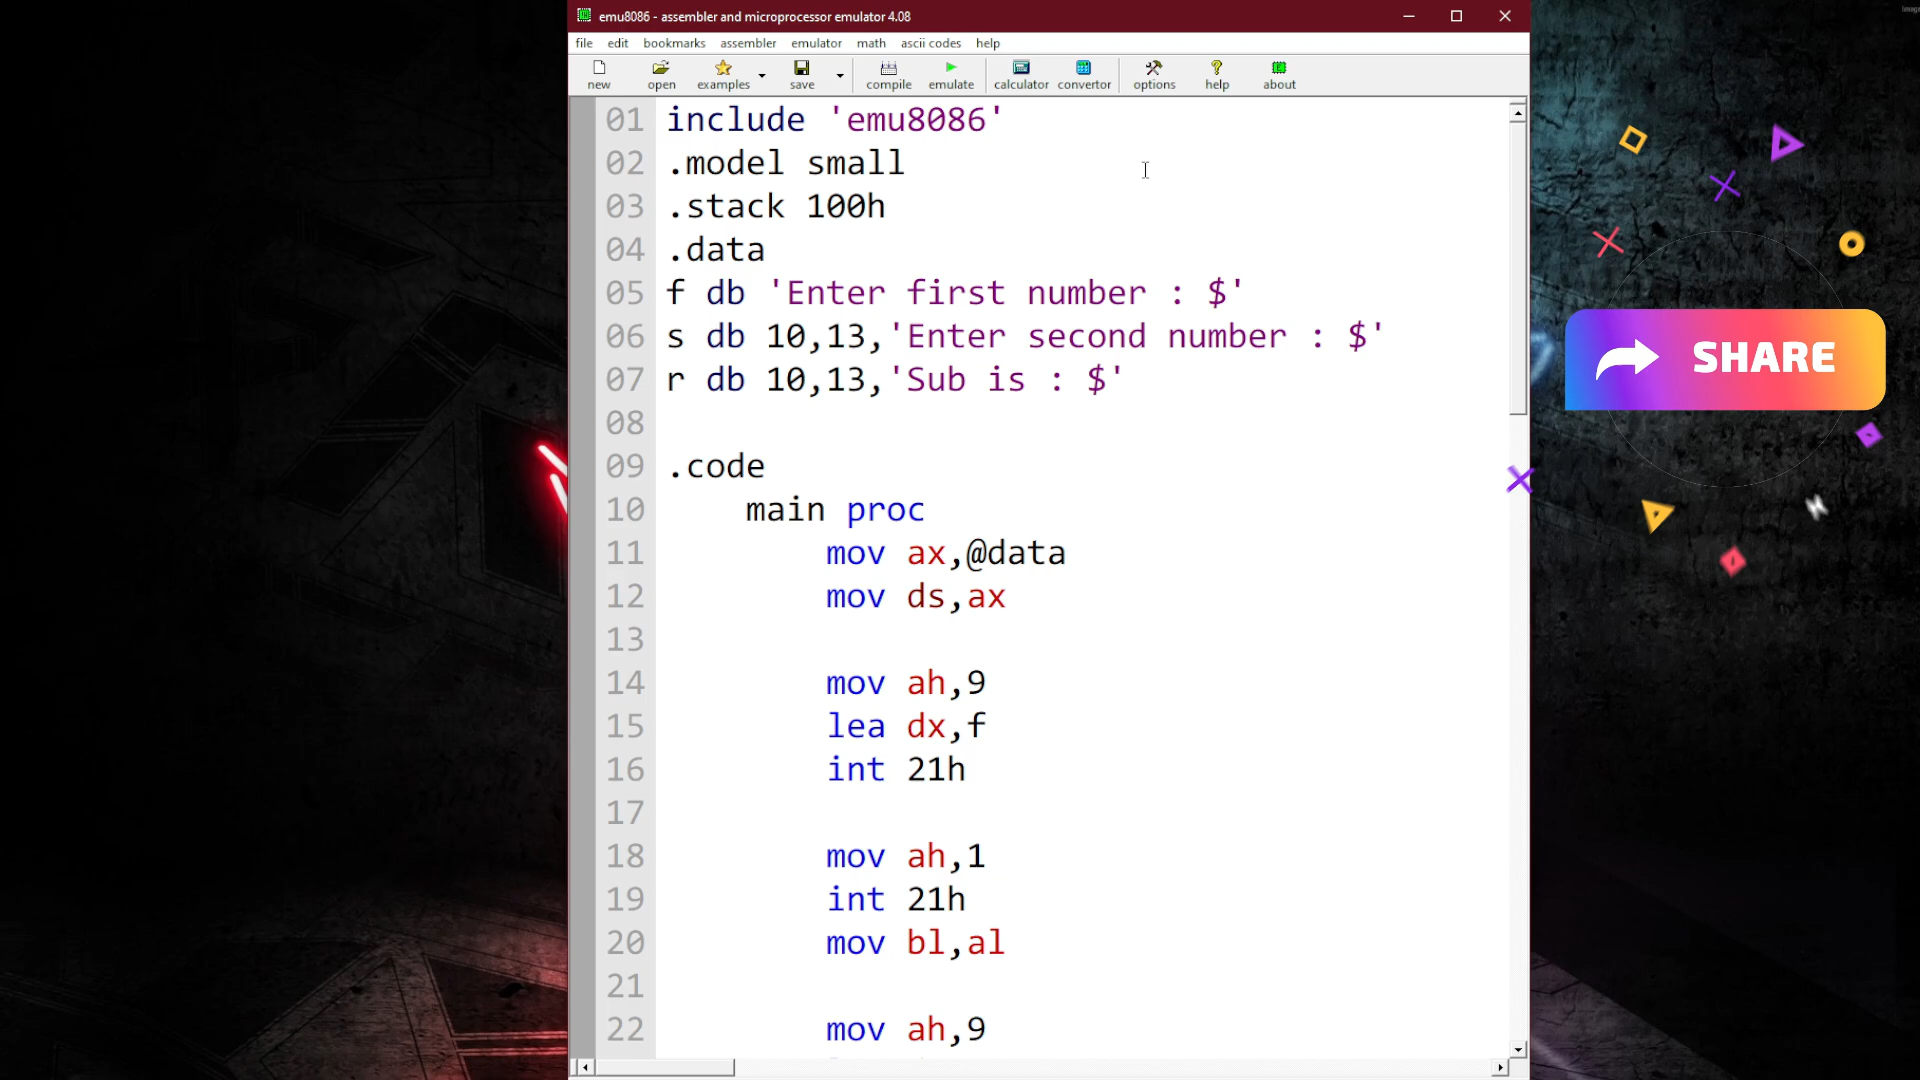 emu8086 - assembler and microprocessor emulator 4.08
file edit bookmarks assembler emulator math ascii codes help
new open examples save compile emulate calculator convertor options help about
01 include 'emu8086'
02 .model small
03 .stack 100h
04 .data
05 f db 'Enter first number : $'
06 s db 10,13,'Enter second number : $'
07 r db 10,13,'Sub is : $'
08
09 .code
10 main proc
11 mov ax,@data
12 mov ds,ax
13
14 mov ah,9
15 lea dx,f
16 int 21h
17
18 mov ah,1
19 int 21h
20 mov bl,al
21
22 mov ah,9
SHARE